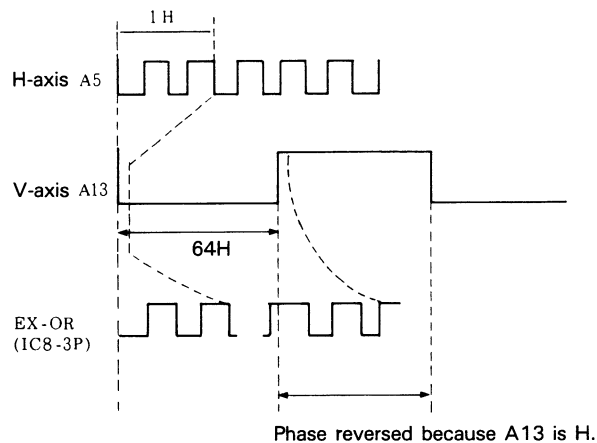 1 H
H-axis A5
V-axis A13
64H
EX-OR
(IC8-3P)
Phase reversed because A13 is H.